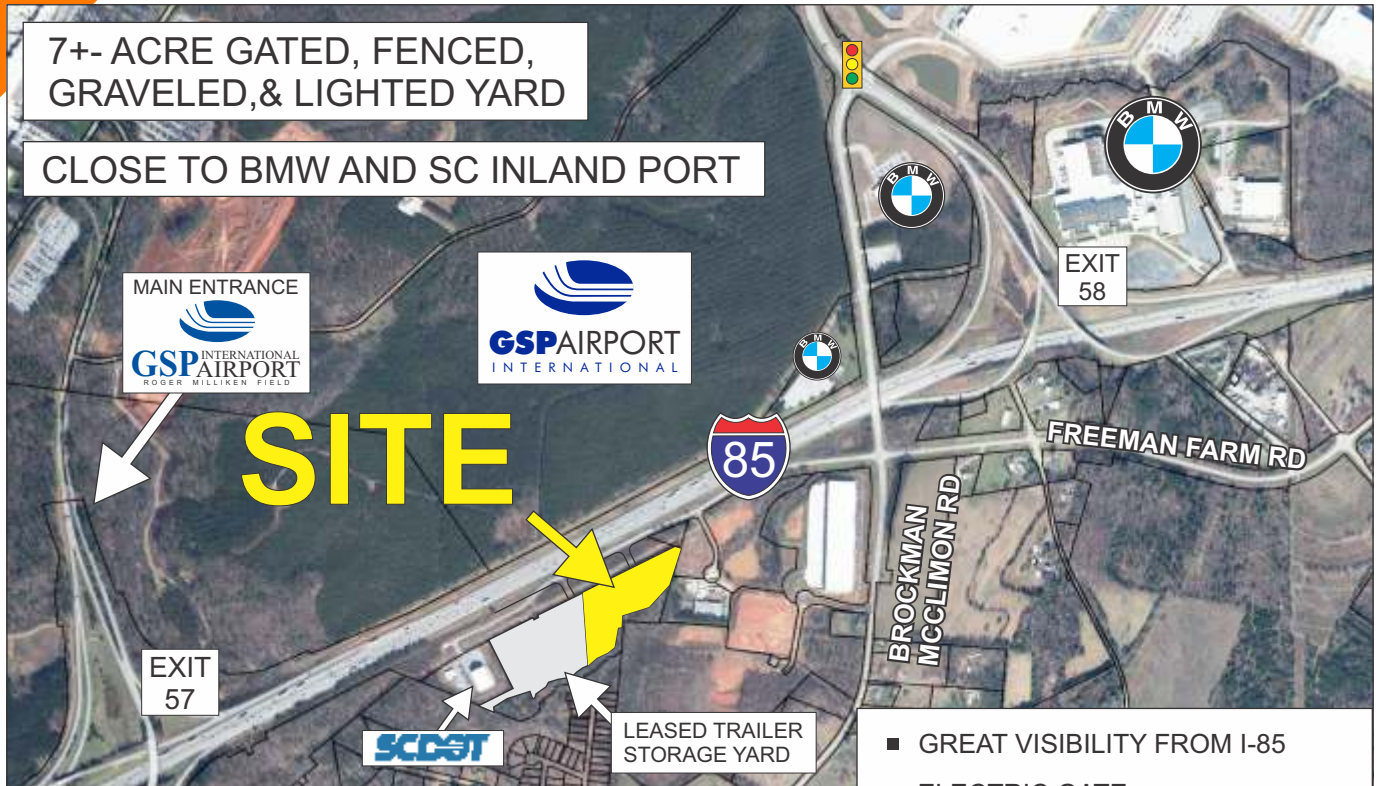 7+- ACRE GATED, FENCED,
GRAVELED,& LIGHTED YARD
CLOSE TO BMW AND SC INLAND PORT
BMW
BMW
EXIT
58
MAIN ENTRANCE
GSP INTERNATIONAL
AIRPORT
ROGER MILLIKEN FIELD
GSPAIRPORT
INTERNATIONAL
BMW
SITE
85
FREEMAN FARM RD
BROCKMAN
MCCLIMON RD
EXIT
57
SCDOT
LEASED TRAILER
STORAGE YARD
■ GREAT VISIBILITY FROM I-85
ELECTRIC GATE